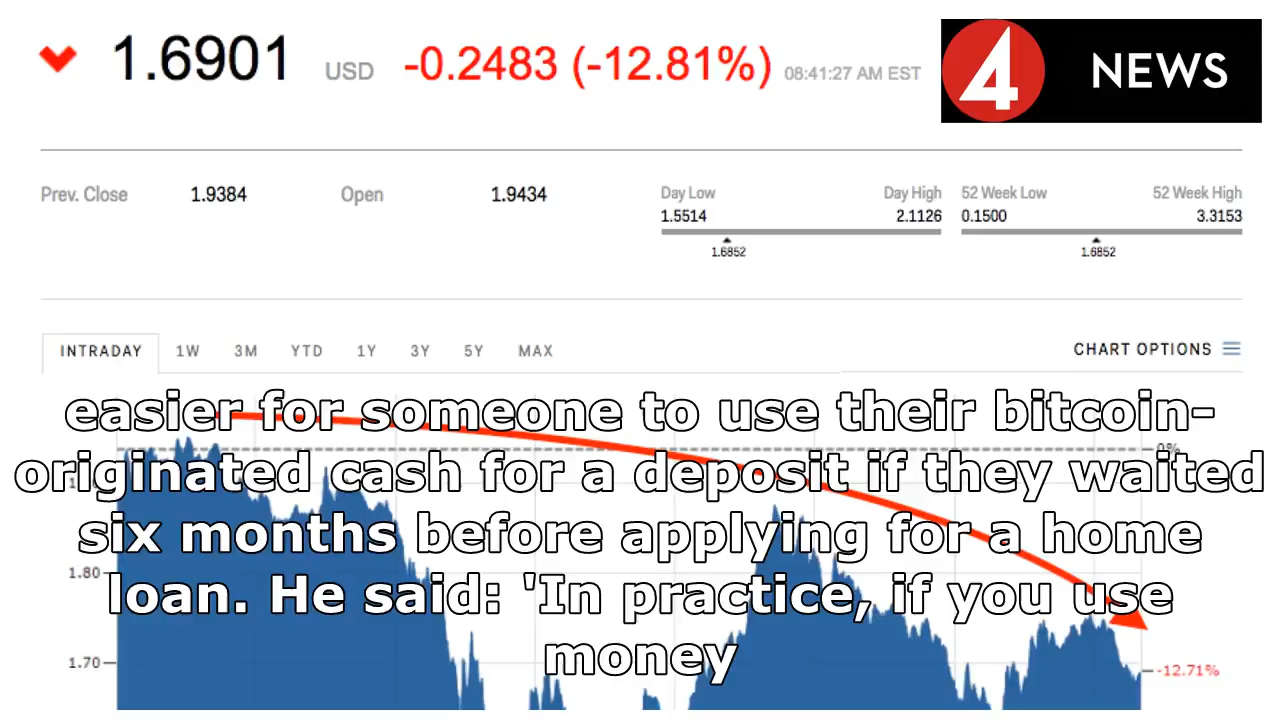 1.6901 USD -0.2483 (-12.81%) 08:41:27 AM EST
4 NEWS
Prev. Close 1.9384 Open 1.9434
Day Low Day High 52 Week Low 52 Week High
1.5514 2.1126 0.1500 3.3153
1.6852 1.6852
INTRADAY 1W 3M YTD 1Y 3Y 5Y MAX CHART OPTIONS
easier for someone to use their bitcoin-
0%
originated cash for a deposit if they waited
six months before applying for a home
1.80
loan. He said: 'In practice, if you use
money
1.70
-12.71%